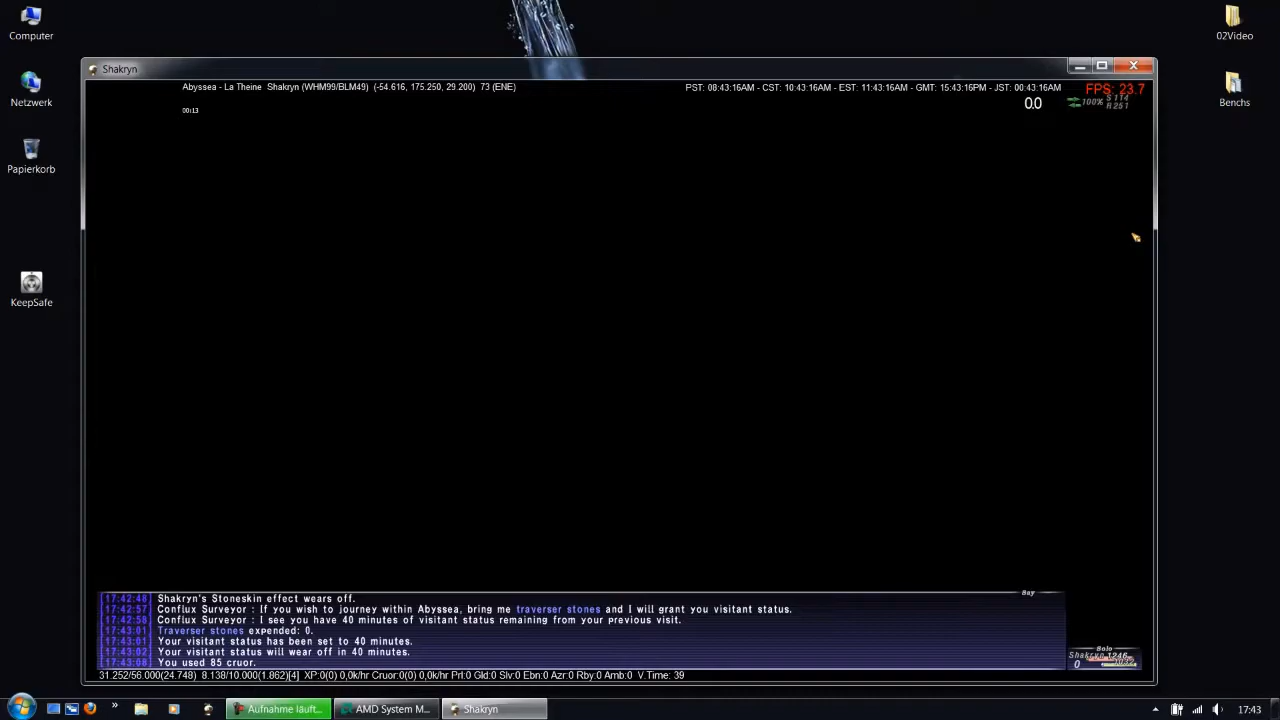 Computer
Netzwerk
Papierkorb
KeepSafe
02Video
Benchs
Shakryn
Abyssea - La Theine Shakryn (WHM99/BLM49) (-54.616, 175.250, 29.200) 73 (ENE)
PST: 08:43:16AM - CST: 10:43:16AM - EST: 11:43:16AM - GMT: 15:43:16PM - JST: 00:43:16AM
FPS: 23.7
00:13
0.0
100%
S 114
R 251
Buy
[17:42:48] Shakryn's Stoneskin effect wears off.
[17:42:57] Conflux Surveyor : If you wish to journey within Abyssea, bring me traverser stones and I will grant you visitant status.
[17:42:58] Conflux Surveyor : I see you have 40 minutes of visitant status remaining from your previous visit.
[17:43:01] Traverser stones expended: 0.
[17:43:01] Your visitant status has been set to 40 minutes.
[17:43:02] Your visitant status will wear off in 40 minutes.
[17:43:08] You used 85 cruor.
Solo
Shakryn 1246
0
31.252/56.000(24.748) 8.138/10.000(1.862)[4] XP:0(0) 0,0k/hr Cruor:0(0) 0,0k/hr Prl:0 Gld:0 Slv:0 Ebn:0 Azr:0 Rby:0 Amb:0 V.Time: 39
Aufnahme läuft...
AMD System M...
Shakryn
17:43